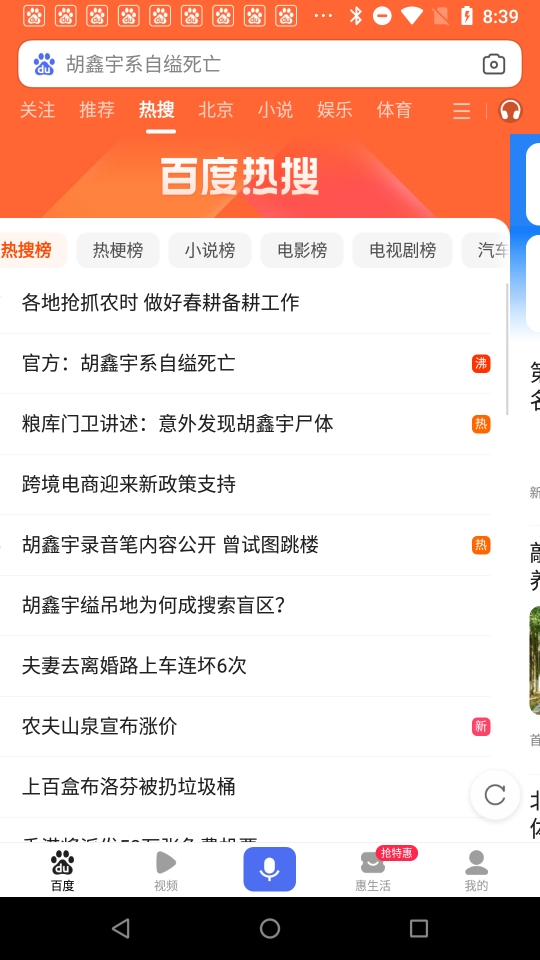 8:39
胡鑫宇系自缢死亡
关注 推荐 热搜 北京 小说 娱乐 体育
百度热搜
热搜榜 热梗榜 小说榜 电影榜 电视剧榜 汽车
各地抢抓农时 做好春耕备耕工作
官方：胡鑫宇系自缢死亡 沸
粮库门卫讲述：意外发现胡鑫宇尸体 热
跨境电商迎来新政策支持
胡鑫宇录音笔内容公开 曾试图跳楼 热
胡鑫宇缢吊地为何成搜索盲区?
夫妻去离婚路上车连坏6次
农夫山泉宣布涨价 新
上百盒布洛芬被扔垃圾桶
抢特惠
du
百度 视频 惠生活 我的